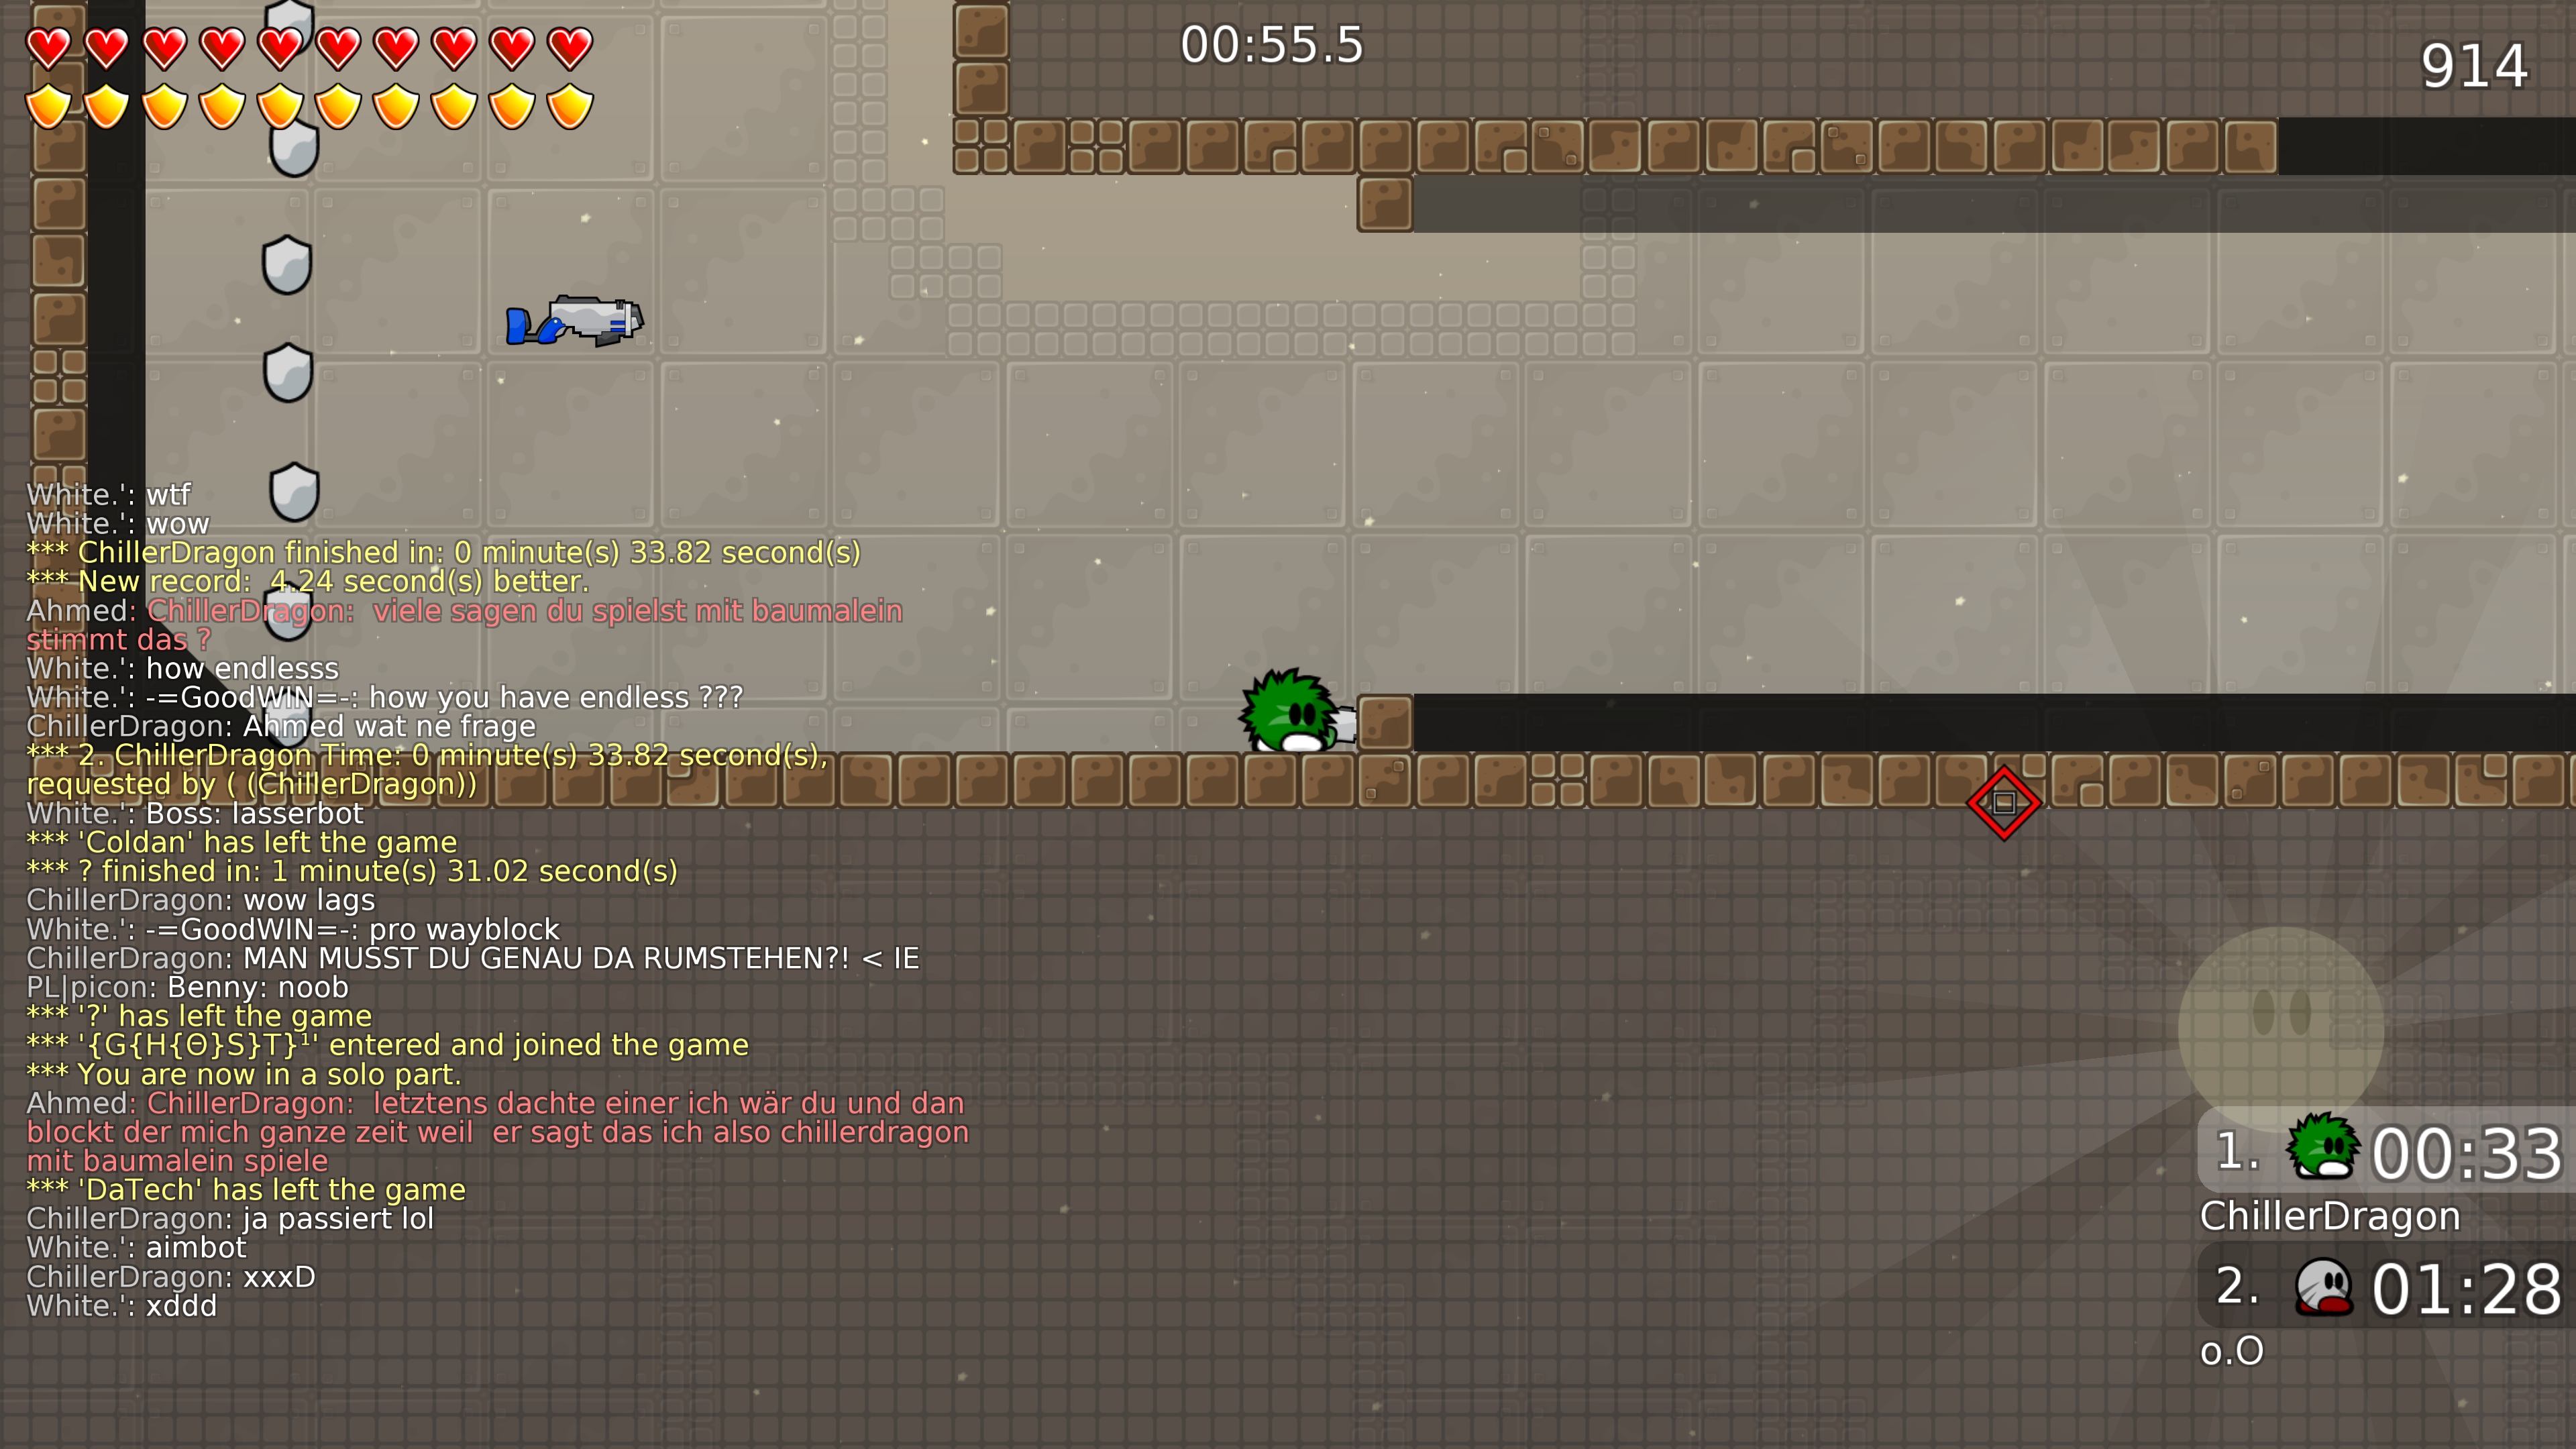 00:55.5
914
White.': wtf
White.': wow
*** ChillerDragon finished in: 0 minute(s) 33.82 second(s)
*** New record:  4.24 second(s) better.
Ahmed: ChillerDragon:  viele sagen du spielst mit baumalein
stimmt das ?
White.': how endlesss
White.': -=GoodWIN=-: how you have endless ???
ChillerDragon: Ahmed wat ne frage
*** 2. ChillerDragon Time: 0 minute(s) 33.82 second(s),
requested by ( (ChillerDragon))
White.': Boss: lasserbot
*** 'Coldan' has left the game
*** ? finished in: 1 minute(s) 31.02 second(s)
ChillerDragon: wow lags
White.': -=GoodWIN=-: pro wayblock
ChillerDragon: MAN MUSST DU GENAU DA RUMSTEHEN?! < IE
PL|picon: Benny: noob
*** '?' has left the game
*** '{G{H{Θ}S}T}¹' entered and joined the game
*** You are now in a solo part.
Ahmed: ChillerDragon:  letztens dachte einer ich wär du und dan
blockt der mich ganze zeit weil  er sagt das ich also chillerdragon
mit baumalein spiele
*** 'DaTech' has left the game
ChillerDragon: ja passiert lol
White.': aimbot
ChillerDragon: xxxD
White.': xddd
1. 00:33
ChillerDragon
2. 01:28
o.O